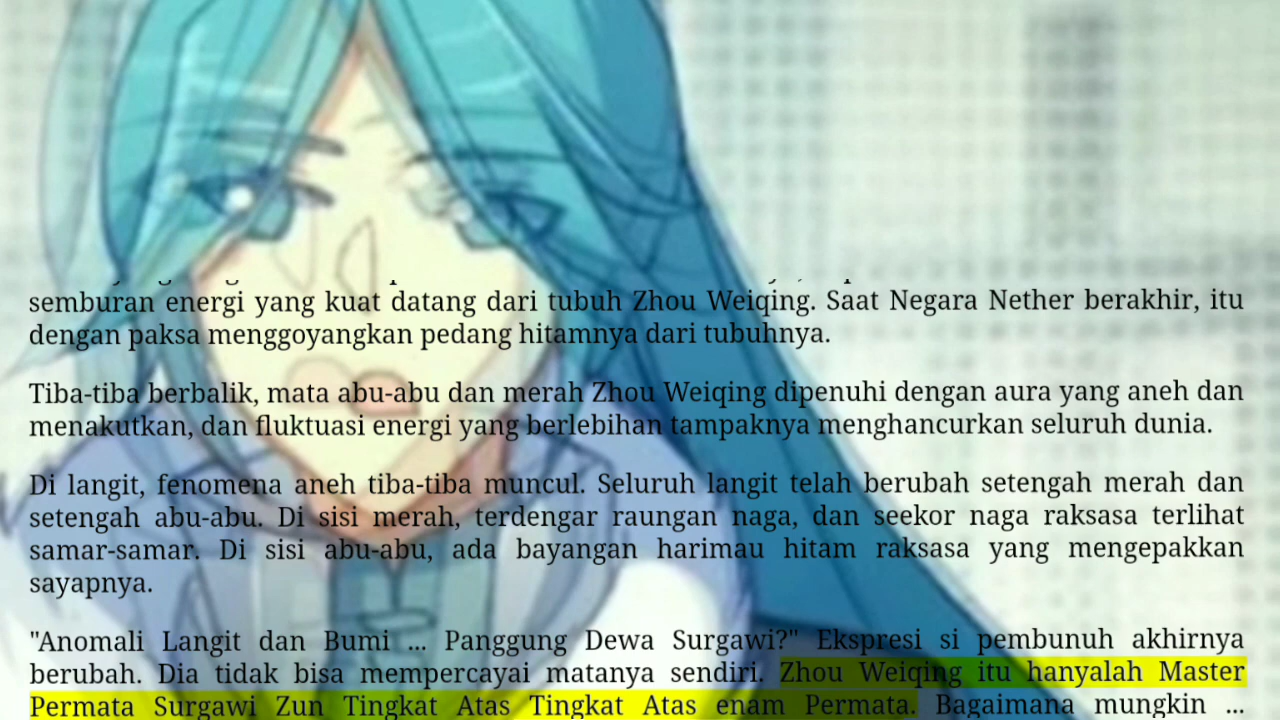 semburan energi yang kuat datang dari tubuh Zhou Weiqing. Saat Negara Nether berakhir, itu
dengan paksa menggoyangkan pedang hitamnya dari tubuhnya.
Tiba-tiba berbalik, mata abu-abu dan merah Zhou Weiqing dipenuhi dengan aura yang aneh dan
menakutkan, dan fluktuasi energi yang berlebihan tampaknya menghancurkan seluruh dunia.
Di langit, fenomena aneh tiba-tiba muncul. Seluruh langit telah berubah setengah merah dan
setengah abu-abu. Di sisi merah, terdengar raungan naga, dan seekor naga raksasa terlihat
samar-samar. Di sisi abu-abu, ada bayangan harimau hitam raksasa yang mengepakkan
sayapnya.
"Anomali Langit dan Bumi ... Panggung Dewa Surgawi?" Ekspresi si pembunuh akhirnya
berubah. Dia tidak bisa mempercayai matanya sendiri. Zhou Weiqing itu hanyalah Master
Permata Surgawi Zun Tingkat Atas Tingkat Atas enam Permata. Bagaimana mungkin ...